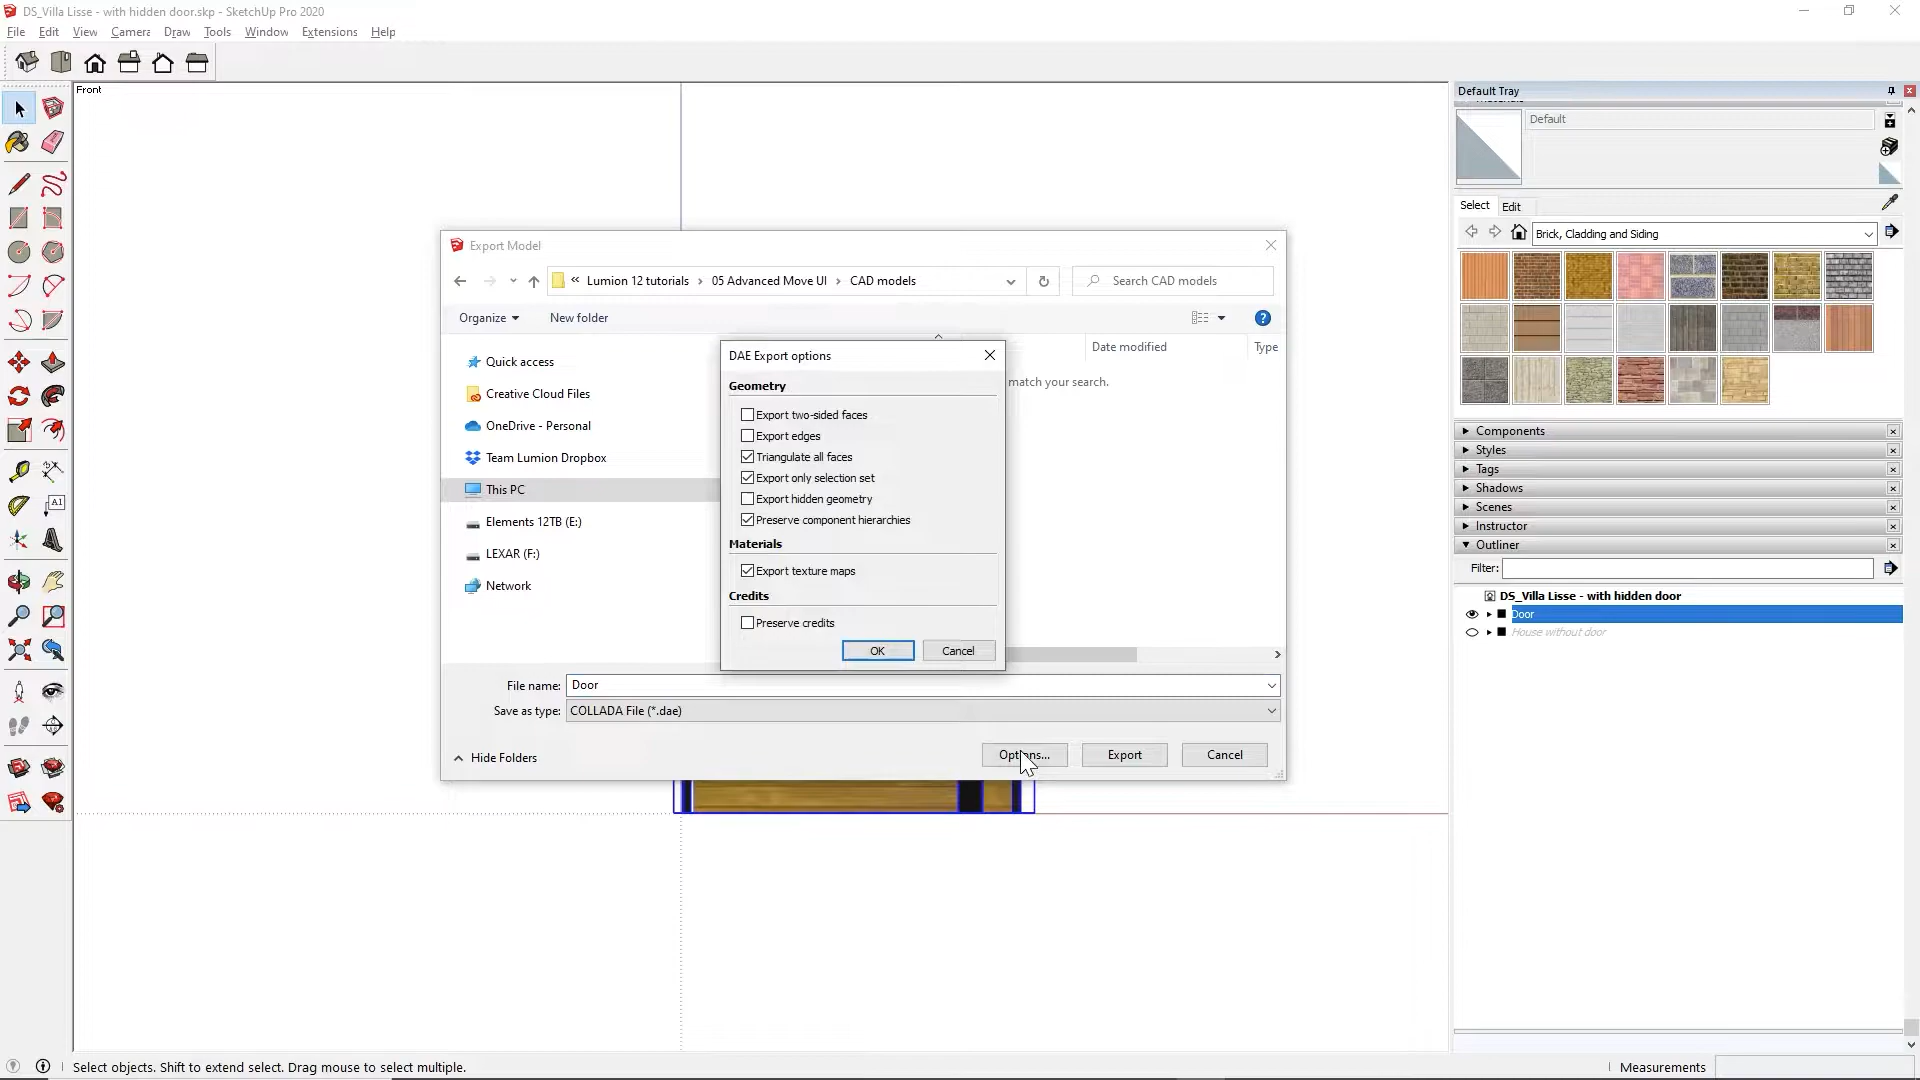 DS_Villa Lisse - with hidden door.skp - SketchUp Pro 2020
File Edit View Camera Draw Tools Window Extensions Help
Front
Default Tray
Default
Select Edit
Brick, Cladding and Siding
Components
Styles
Tags
Shadows
Scenes
Instructor
Outliner
Filter:
DS_Villa Lisse - with hidden door
Door
House without door
Export Model
« Lumion 12 tutorials › 05 Advanced Move UI › CAD models
Search CAD models
Organize New folder
Quick access
Creative Cloud Files
OneDrive - Personal
Team Lumion Dropbox
This PC
Elements 12TB (E:)
LEXAR (F:)
Network
Date modified Type
match your search.
DAE Export options
Geometry
Export two-sided faces
Export edges
Triangulate all faces
Export only selection set
Export hidden geometry
Preserve component hierarchies
Materials
Export texture maps
Credits
Preserve credits
OK Cancel
File name: Door
Save as type: COLLADA File (*.dae)
Hide Folders
Options... Export Cancel
Select objects. Shift to extend select. Drag mouse to select multiple.
Measurements